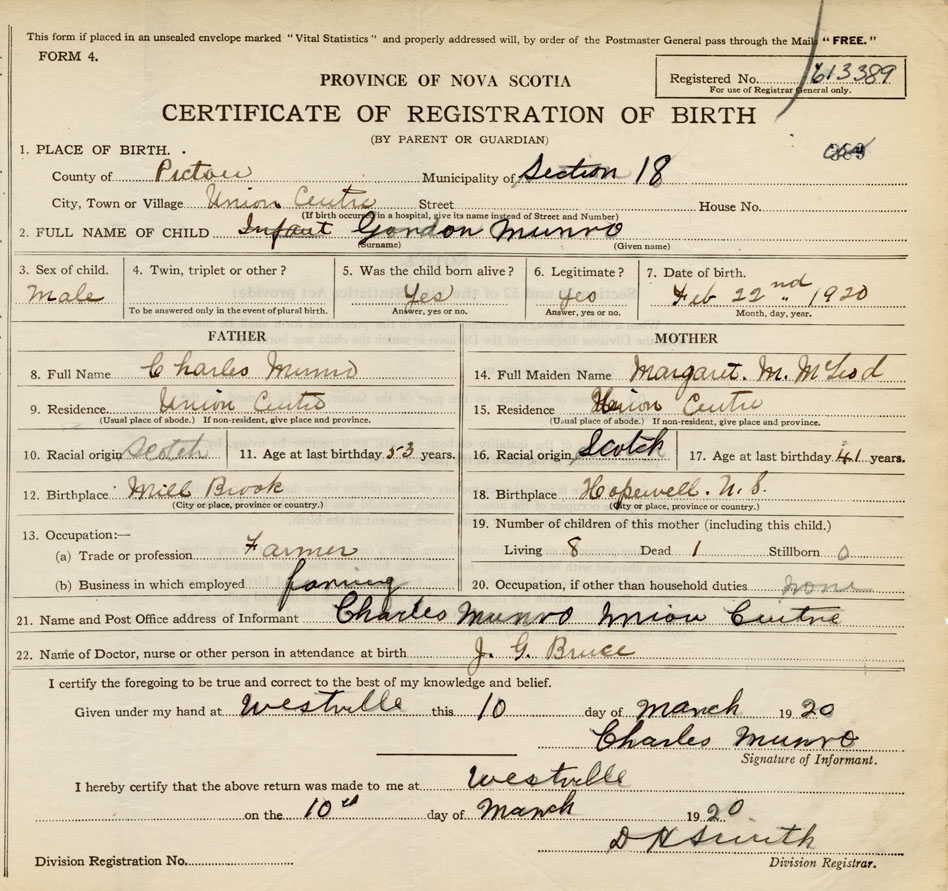 This form if placed in an unsealed envelope marked "Vital Statistics" and properly addressed will, by order of the Postmaster General pass through the Mails "FREE."
FORM 4.
PROVINCE OF NOVA SCOTIA
Registered No. 613389
For use of Registrar General only.
CERTIFICATE OF REGISTRATION OF BIRTH
(BY PARENT OR GUARDIAN)
1. PLACE OF BIRTH.
County of Pictou Municipality of Section 18
City, Town or Village Union Centre Street House No.
(If birth occurred in a hospital, give its name instead of Street and Number)
2. FULL NAME OF CHILD Infant Gordon Munro
(Surname) (Given name)
3. Sex of child. 4. Twin, triplet or other? 5. Was the child born alive? 6. Legitimate? 7. Date of birth.
Male Yes Yes Feb 22nd " 1920
To be answered only in the event of plural birth. Answer, yes or no. Answer, yes or no. Month, day, year.
FATHER MOTHER
8. Full Name Charles Munro 14. Full Maiden Name Margaret. M. McLeod
9. Residence Union Centre 15. Residence Union Centre
(Usual place of abode.) If non-resident, give place and province. (Usual place of abode.) If non-resident, give place and province.
10. Racial origin Scotch 11. Age at last birthday 53 years. 16. Racial origin Scotch 17. Age at last birthday 41 years.
12. Birthplace Mill Brook 18. Birthplace Hopewell. N. S.
(City or place, province or country.) (City or place, province or country.)
13. Occupation:— 19. Number of children of this mother (including this child.)
(a) Trade or profession Farmer Living 8 Dead 1 Stillborn 0
(b) Business in which employed farming 20. Occupation, if other than household duties none
21. Name and Post Office address of Informant Charles Munro Union Centre
22. Name of Doctor, nurse or other person in attendance at birth J. G. Bruce
I certify the foregoing to be true and correct to the best of my knowledge and belief.
Given under my hand at Westville this 10 day of March 1920
Charles Munro
Signature of Informant.
I hereby certify that the above return was made to me at Westville
on the 10th day of March 1920
D H Smith
Division Registration No. Division Registrar.